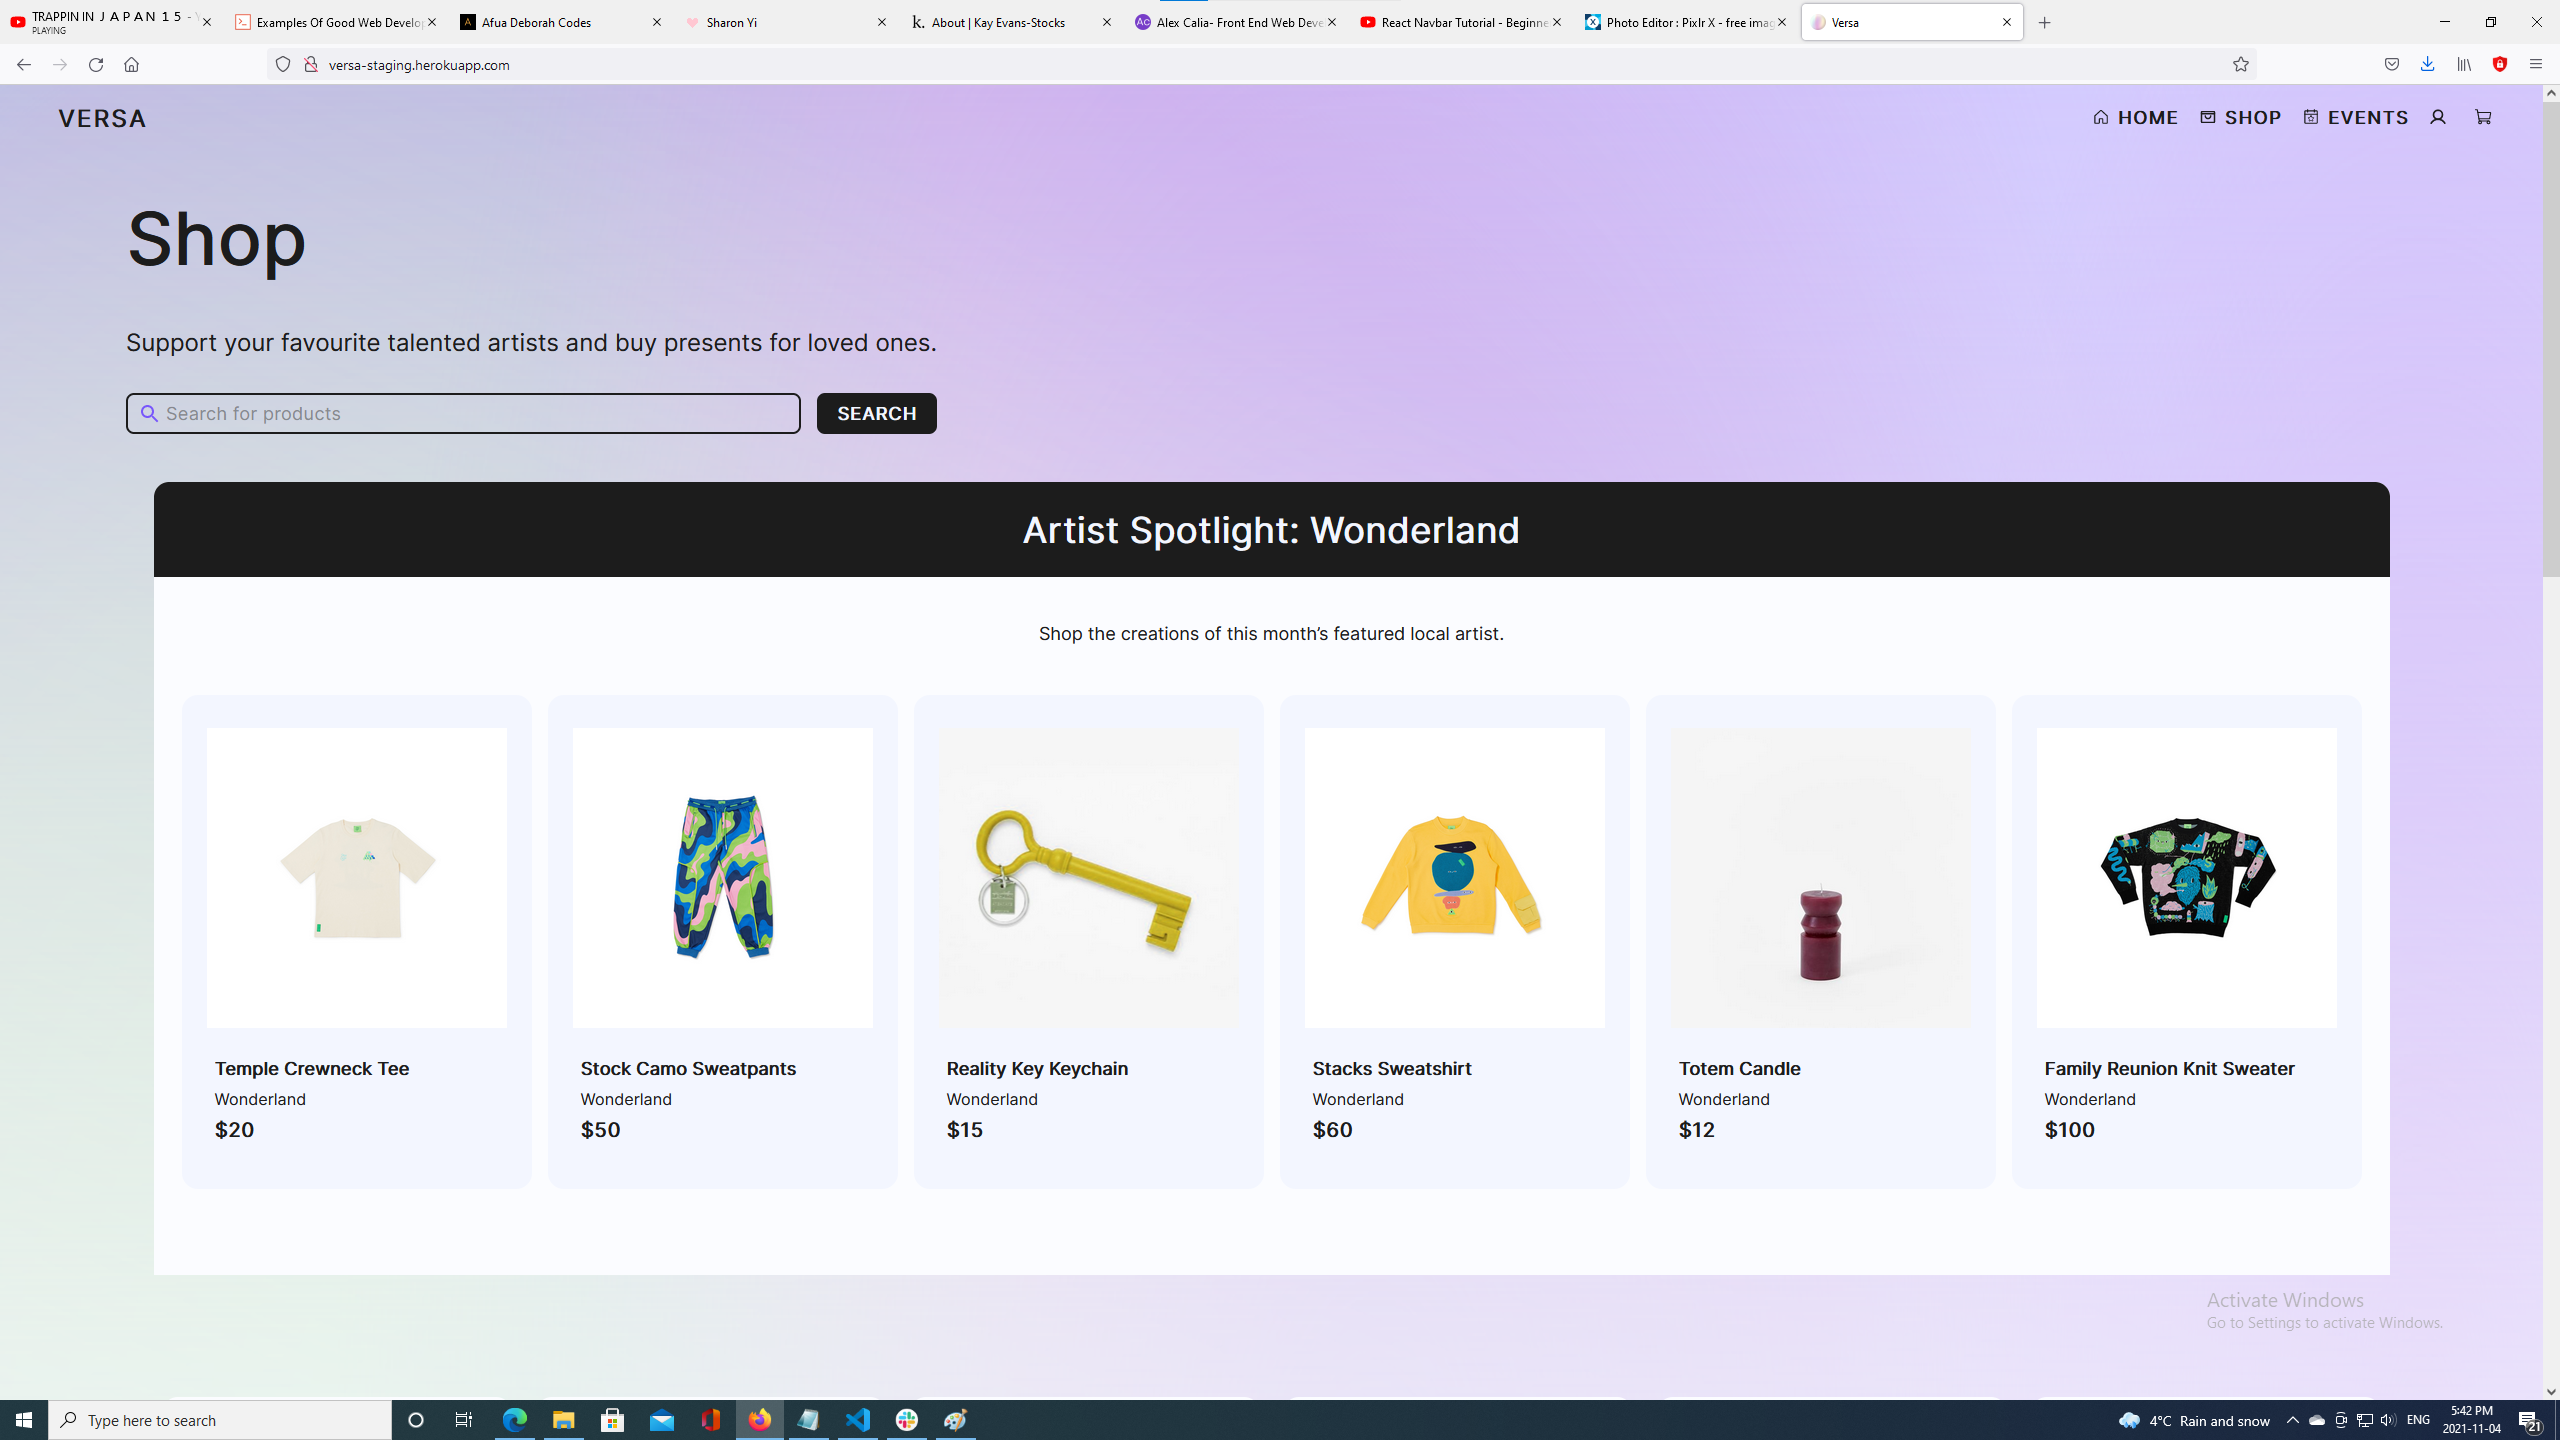 TRAPPIN IN J A P A N 1 5 -
PLAYING
Examples Of Good Web Develop
Afua Deborah Codes
Sharon Yi
k. About | Kay Evans-Stocks
AC Alex Calia- Front End Web Deve
React Navbar Tutorial - Beginne
Photo Editor : Pixlr X - free imag
Versa
versa-staging.herokuapp.com
VERSA
HOME SHOP EVENTS
Shop
Support your favourite talented artists and buy presents for loved ones.
Search for products
SEARCH
Artist Spotlight: Wonderland
Shop the creations of this month’s featured local artist.
Temple Crewneck Tee
Wonderland
$20
Stock Camo Sweatpants
Wonderland
$50
Reality Key Keychain
Wonderland
$15
Stacks Sweatshirt
Wonderland
$60
Totem Candle
Wonderland
$12
Family Reunion Knit Sweater
Wonderland
$100
Activate Windows
Go to Settings to activate Windows.
Type here to search
4°C Rain and snow
ENG
5:42 PM
2021-11-04
21